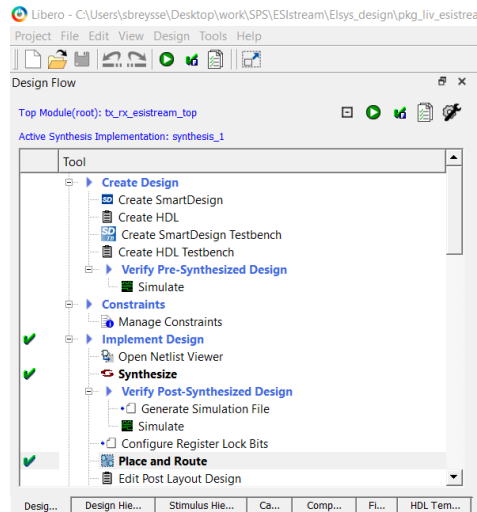 Libero - C:\Users\sbreysse\Desktop\work\SPS\ESIstream\Elsys_design\pkg_liv_esistrea
Project File Edit View Design Tools Help
Design Flow
Top Module(root): tx_rx_esistream_top
Active Synthesis Implementation: synthesis_1
Tool
Create Design
SD Create SmartDesign
Create HDL
SD Create SmartDesign Testbench
Create HDL Testbench
Verify Pre-Synthesized Design
Simulate
Constraints
Manage Constraints
Implement Design
Open Netlist Viewer
Synthesize
Verify Post-Synthesized Design
Generate Simulation File
Simulate
Configure Register Lock Bits
Place and Route
Edit Post Layout Design
Desig... Design Hie... Stimulus Hie... Ca... Comp... Fi... HDL Tem...